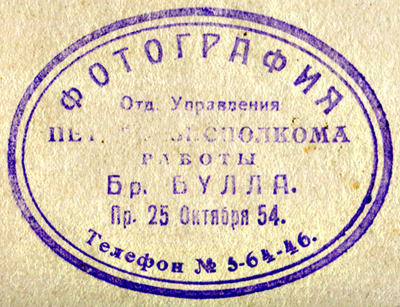 ФОТОГРАФИЯ
Отд. Управления
РАБОТЫ
Бр. БУЛЛА.
Пр. 25 Октября 54.
Телефон № 5-64-46.